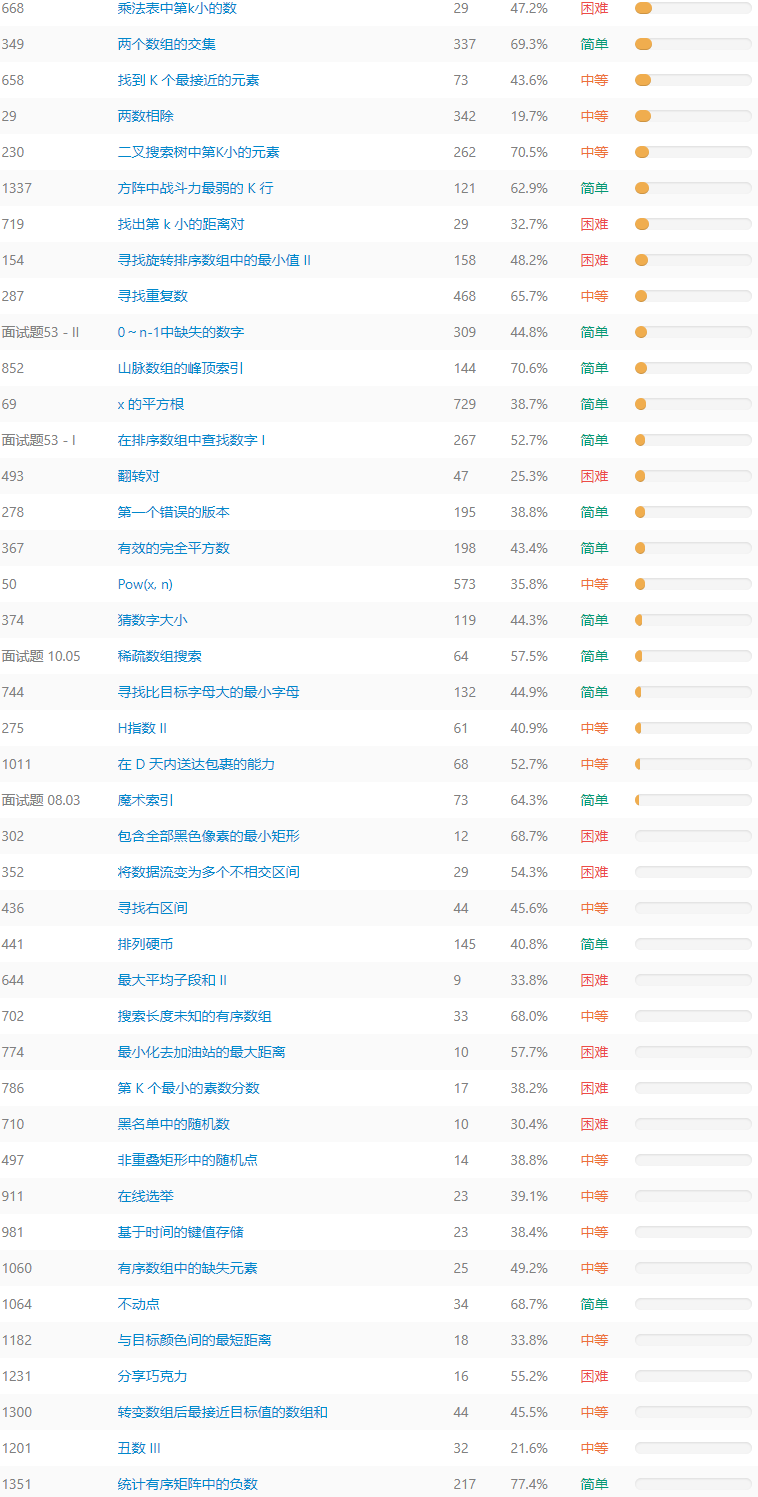 668 乘法表中第k小的数 29 47.2% 困难
349 两个数组的交集 337 69.3% 简单
658 找到 K 个最接近的元素 73 43.6% 中等
29 两数相除 342 19.7% 中等
230 二叉搜索树中第K小的元素 262 70.5% 中等
1337 方阵中战斗力最弱的 K 行 121 62.9% 简单
719 找出第 k 小的距离对 29 32.7% 困难
154 寻找旋转排序数组中的最小值 II 158 48.2% 困难
287 寻找重复数 468 65.7% 中等
面试题53 - II 0～n-1中缺失的数字 309 44.8% 简单
852 山脉数组的峰顶索引 144 70.6% 简单
69 x 的平方根 729 38.7% 简单
面试题53 - I 在排序数组中查找数字 I 267 52.7% 简单
493 翻转对 47 25.3% 困难
278 第一个错误的版本 195 38.8% 简单
367 有效的完全平方数 198 43.4% 简单
50 Pow(x, n) 573 35.8% 中等
374 猜数字大小 119 44.3% 简单
面试题 10.05 稀疏数组搜索 64 57.5% 简单
744 寻找比目标字母大的最小字母 132 44.9% 简单
275 H指数 II 61 40.9% 中等
1011 在 D 天内送达包裹的能力 68 52.7% 中等
面试题 08.03 魔术索引 73 64.3% 简单
302 包含全部黑色像素的最小矩形 12 68.7% 困难
352 将数据流变为多个不相交区间 29 54.3% 困难
436 寻找右区间 44 45.6% 中等
441 排列硬币 145 40.8% 简单
644 最大平均子段和 II 9 33.8% 困难
702 搜索长度未知的有序数组 33 68.0% 中等
774 最小化去加油站的最大距离 10 57.7% 困难
786 第 K 个最小的素数分数 17 38.2% 困难
710 黑名单中的随机数 10 30.4% 困难
497 非重叠矩形中的随机点 14 38.8% 中等
911 在线选举 23 39.1% 中等
981 基于时间的键值存储 23 38.4% 中等
1060 有序数组中的缺失元素 25 49.2% 中等
1064 不动点 34 68.7% 简单
1182 与目标颜色间的最短距离 18 33.8% 中等
1231 分享巧克力 16 55.2% 困难
1300 转变数组后最接近目标值的数组和 44 45.5% 中等
1201 丑数 III 32 21.6% 中等
1351 统计有序矩阵中的负数 217 77.4% 简单